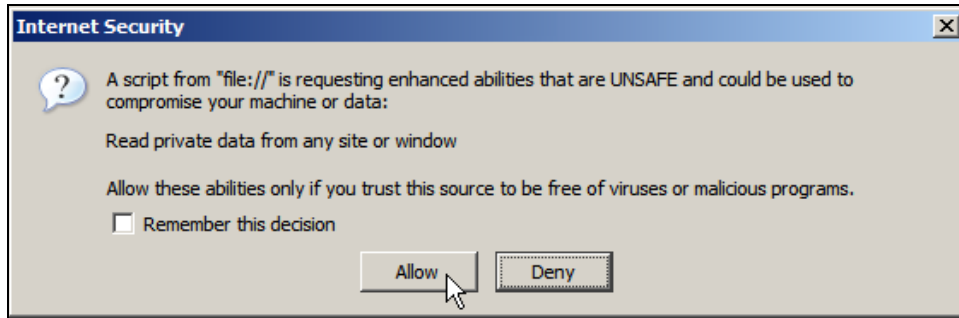 Internet Security
A script from "file://" is requesting enhanced abilities that are UNSAFE and could be used to
compromise your machine or data:
Read private data from any site or window
Allow these abilities only if you trust this source to be free of viruses or malicious programs.
Remember this decision
Allow Deny